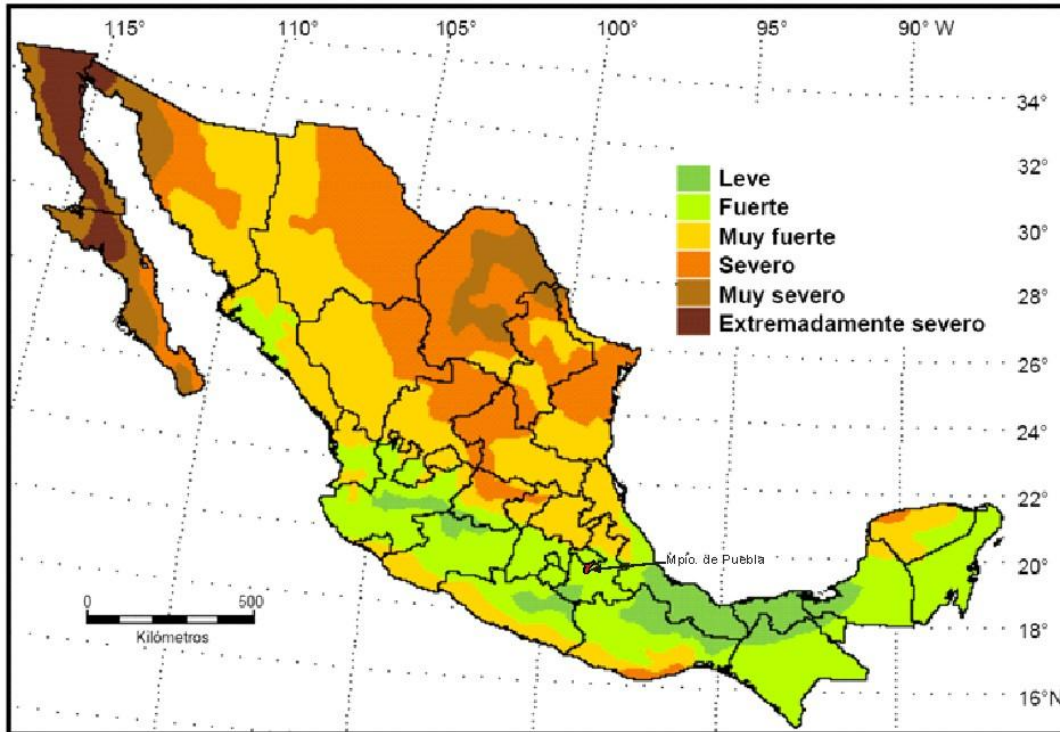 115° 110° 105° 100° 95° 90° W
34°
32°
30°
28°
26°
24°
22°
20°
18°
16°N
Leve
Fuerte
Muy fuerte
Severo
Muy severo
Extremadamente severo
Mpío. de Puebla
0 500
Kilómetros